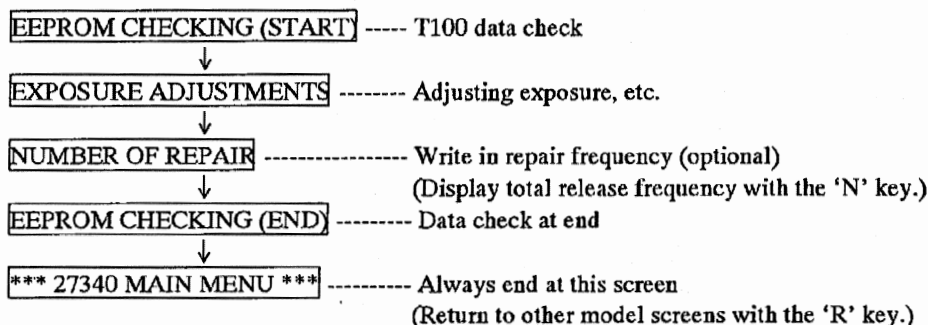 EEPROM CHECKING (START) ----- T100 data check
EXPOSURE ADJUSTMENTS -------- Adjusting exposure, etc.
NUMBER OF REPAIR -------------- Write in repair frequency (optional)
(Display total release frequency with the ‘N’ key.)
EEPROM CHECKING (END) -------- Data check at end
*** 27340 MAIN MENU *** --------- Always end at this screen
(Return to other model screens with the ‘R’ key.)